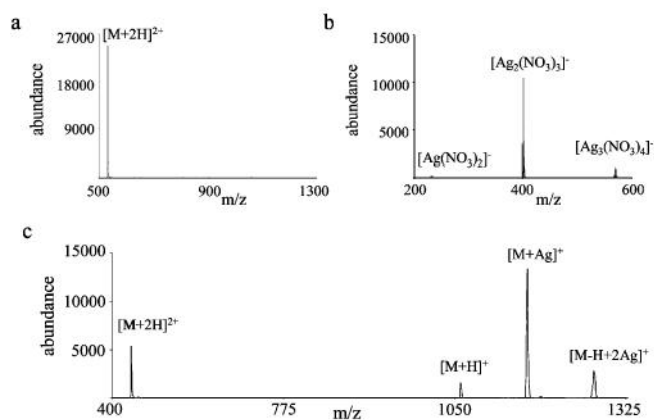 a
[M+2H]²⁺
27000
18000
9000
abundance
500
900
1300
m/z
b
15000
10000
5000
abundance
[Ag₂(NO₃)₃]⁻
[Ag(NO₃)₂]⁻
[Ag₃(NO₃)₄]⁻
200
400
600
m/z
c
15000
10000
5000
abundance
[M+2H]²⁺
[M+H]⁺
[M+Ag]⁺
[M-H+2Ag]⁺
400
775
m/z
1050
1325